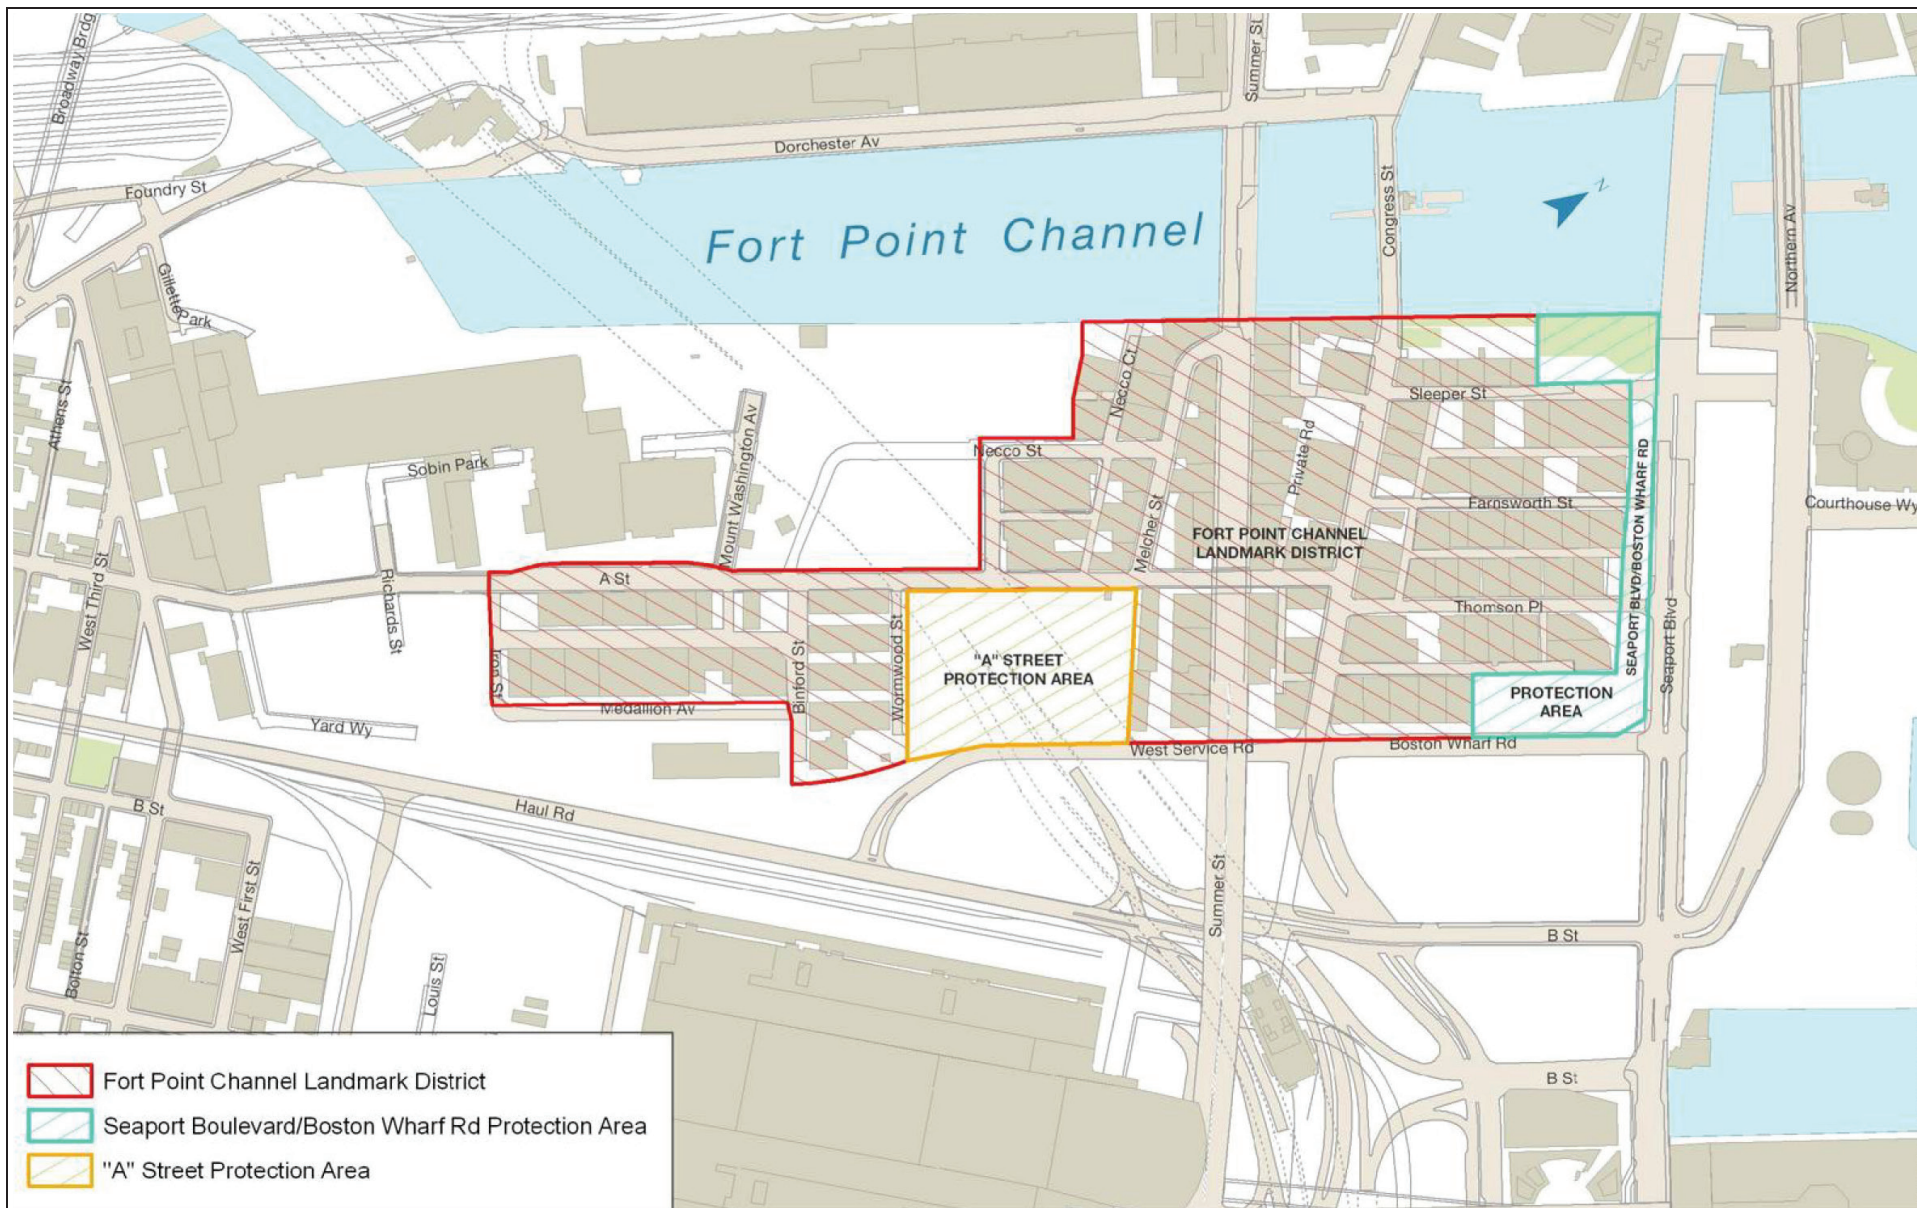 Broadway Brdg
Summer St
Dorchester Av
Foundry St
Congress St
N
Fort Point Channel
Northern Av
Gillette Park
Necco Ct
Athens St
Sleeper St
Mount Washington Av
Necco St
Private Rd
Sobin Park
Melcher St
Farnsworth St
Courthouse Wy
FORT POINT CHANNEL
LANDMARK DISTRICT
SEAPORT BLVD/BOSTON WHARF RD
West Third St
Richards St
A St
Thomson Pl
Seaport Blvd
Iron St
Binford St
Wormwood St
"A" STREET
PROTECTION AREA
PROTECTION
AREA
Medallion Av
Yard Wy
West Service Rd
Boston Wharf Rd
B St
Haul Rd
West First St
Summer St
B St
Bolton St
Louis St
B St
Fort Point Channel Landmark District
Seaport Boulevard/Boston Wharf Rd Protection Area
"A" Street Protection Area